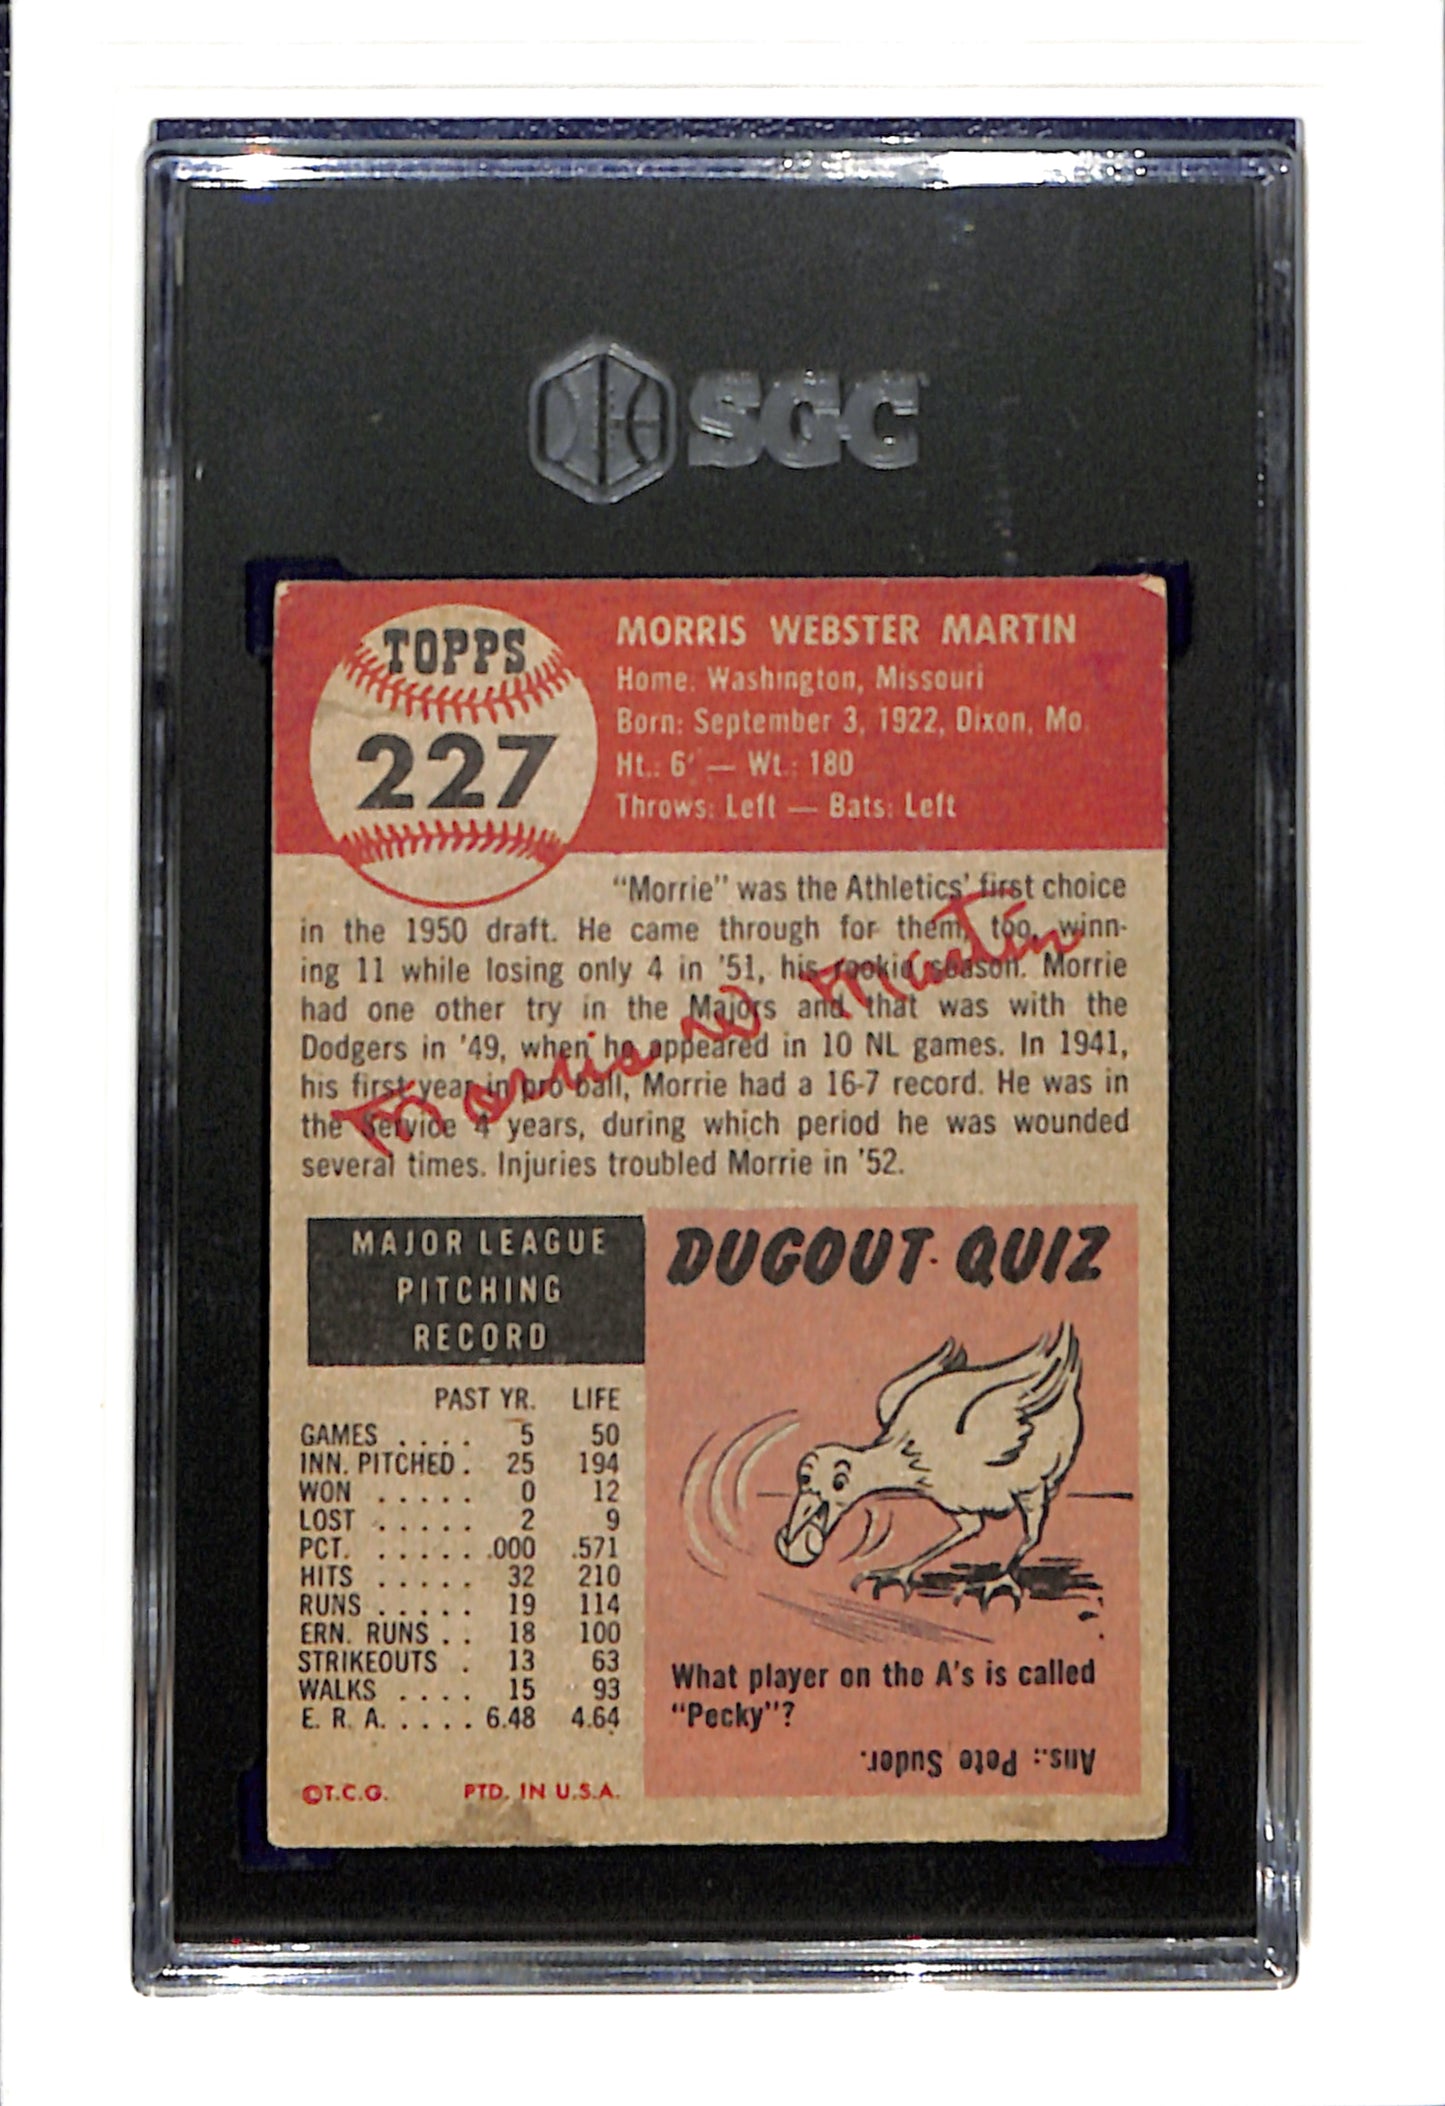 SGC
TOPPS
227
MORRIS WEBSTER MARTIN
Home: Washington, Missouri
Born: September 3, 1922, Dixon, Mo.
Ht.: 6' — Wt.: 180
Throws: Left — Bats: Left
"Morrie" was the Athletics' first choice
in the 1950 draft. He came through for them, too, winn-
ing 11 while losing only 4 in '51, his rookie season. Morrie
had one other try in the Majors and that was with the
Dodgers in '49, when he appeared in 10 NL games. In 1941,
his first year in pro ball, Morrie had a 16-7 record. He was in
the Service 4 years, during which period he was wounded
several times. Injuries troubled Morrie in '52.
Morrie Martin
MAJOR LEAGUE
PITCHING
RECORD
PAST YR. LIFE
GAMES . . . . 5 50
INN. PITCHED . 25 194
WON . . . . . 0 12
LOST . . . . . 2 9
PCT. . . . . . . .000 .571
HITS . . . . . 32 210
RUNS . . . . . 19 114
ERN. RUNS . . 18 100
STRIKEOUTS . 13 63
WALKS . . . . 15 93
E. R. A. . . . . . 6.48 4.64
©T.C.G. PTD. IN U.S.A.
DUGOUT QUIZ
What player on the A's is called
"Pecky"?
Ans.: Pete Suder.